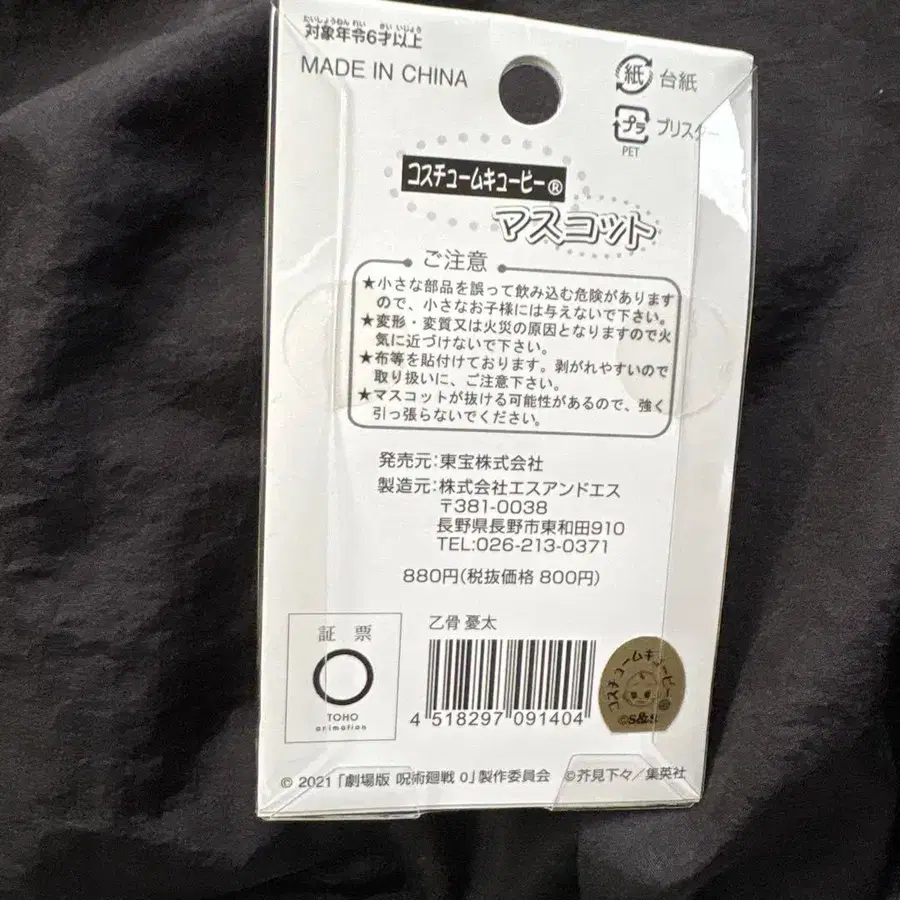 たいしょうねんれい さい いじょう
対象年令6才以上
MADE IN CHINA
紙 台紙
プラ ブリスター
PET
コスチュームキューピー®
マスコット
ご注意
★小さな部品を誤って飲み込む危険があります
ので、小さなお子様には与えないで下さい。
★変形・変質又は火災の原因となりますので火
気に近づけないで下さい。
★布等を貼付けております。剥がれやすいので
取り扱いに、ご注意下さい。
★マスコットが抜ける可能性があるので、強く
引っ張らないでください。
発売元:東宝株式会社
製造元:株式会社エスアンドエス
〒381-0038
長野県長野市東和田910
TEL:026-213-0371
880円(税抜価格 800円)
乙骨 憂太
証 票
TOHO
animation
4 518297 091404
コスチュームキューピー®
©S&S
© 2021「劇場版 呪術廻戦 0」製作委員会 ©芥見下々/集英社